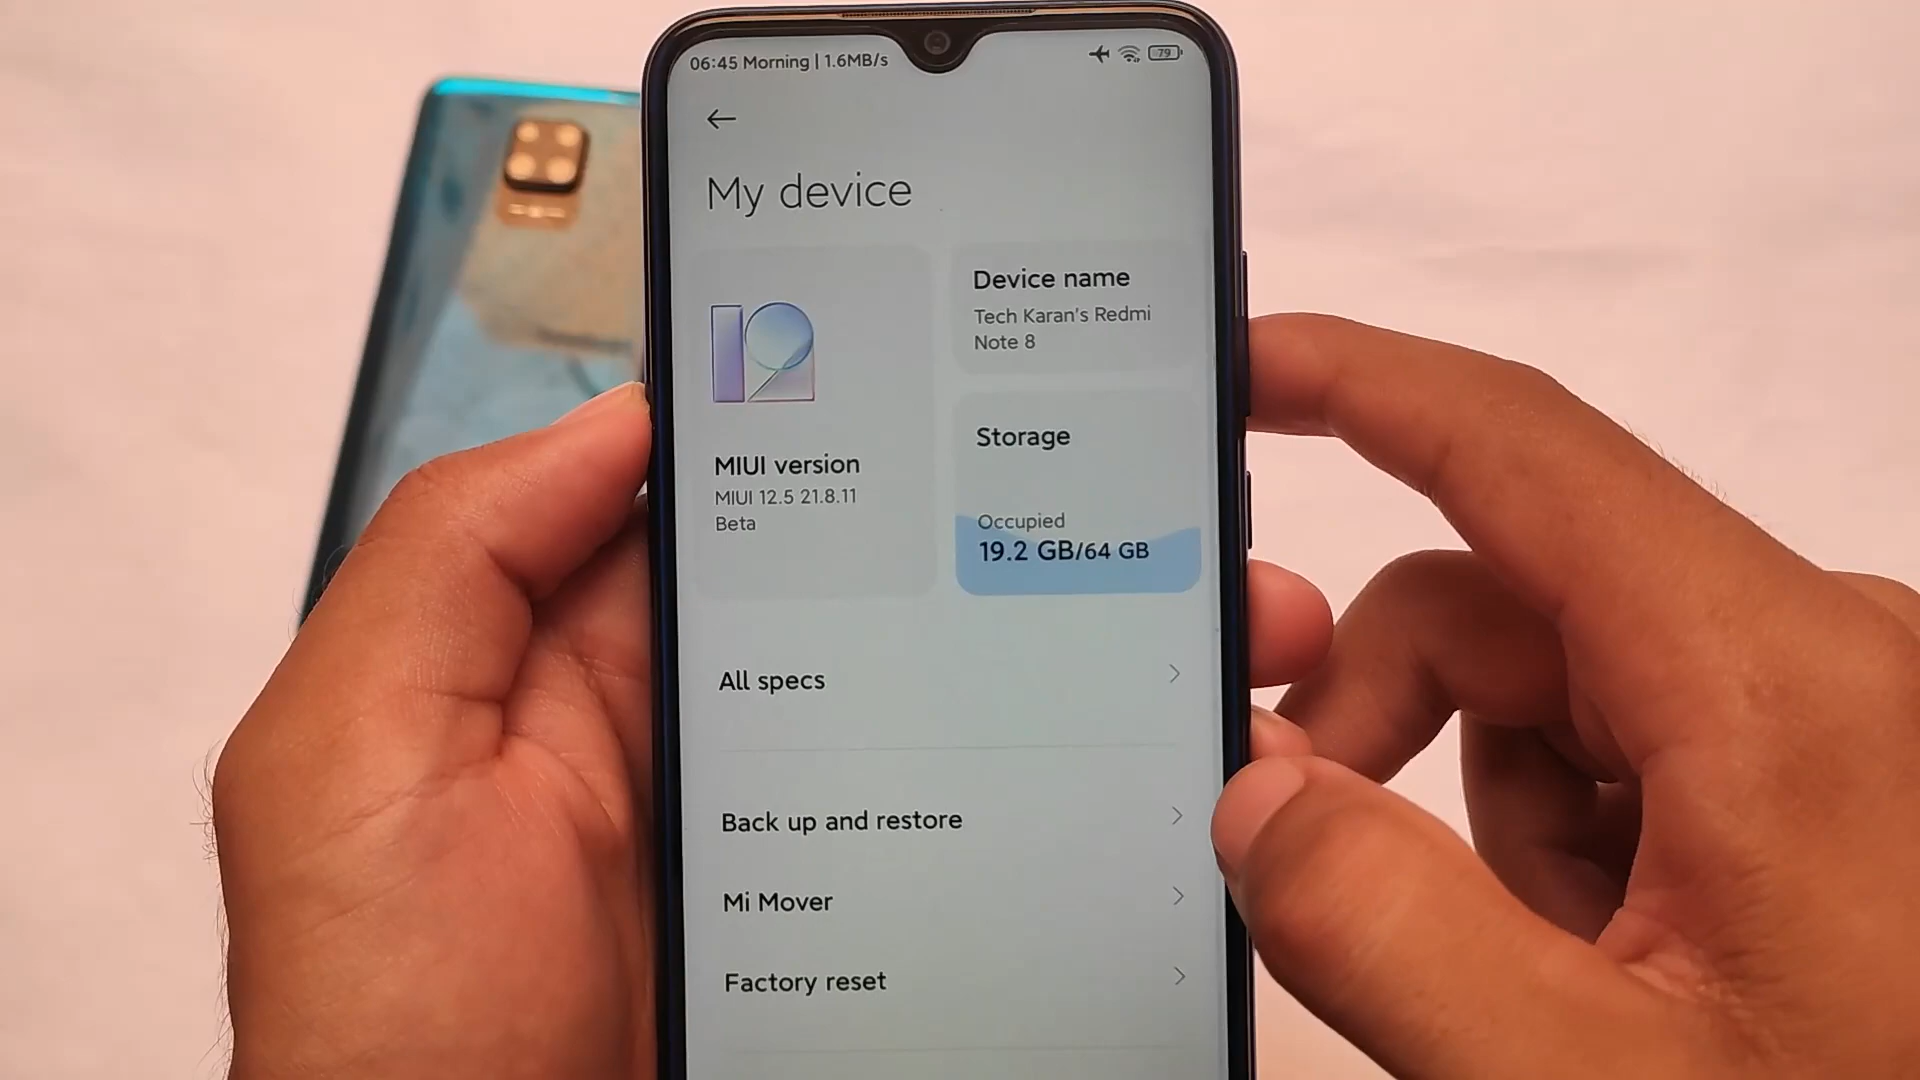 06:45 Morning | 1.6MB/s
79
My device
12
MIUI version
MIUI 12.5 21.8.11
Beta
Device name
Tech Karan's Redmi
Note 8
Storage
Occupied
19.2 GB/64 GB
All specs
Back up and restore
Mi Mover
Factory reset